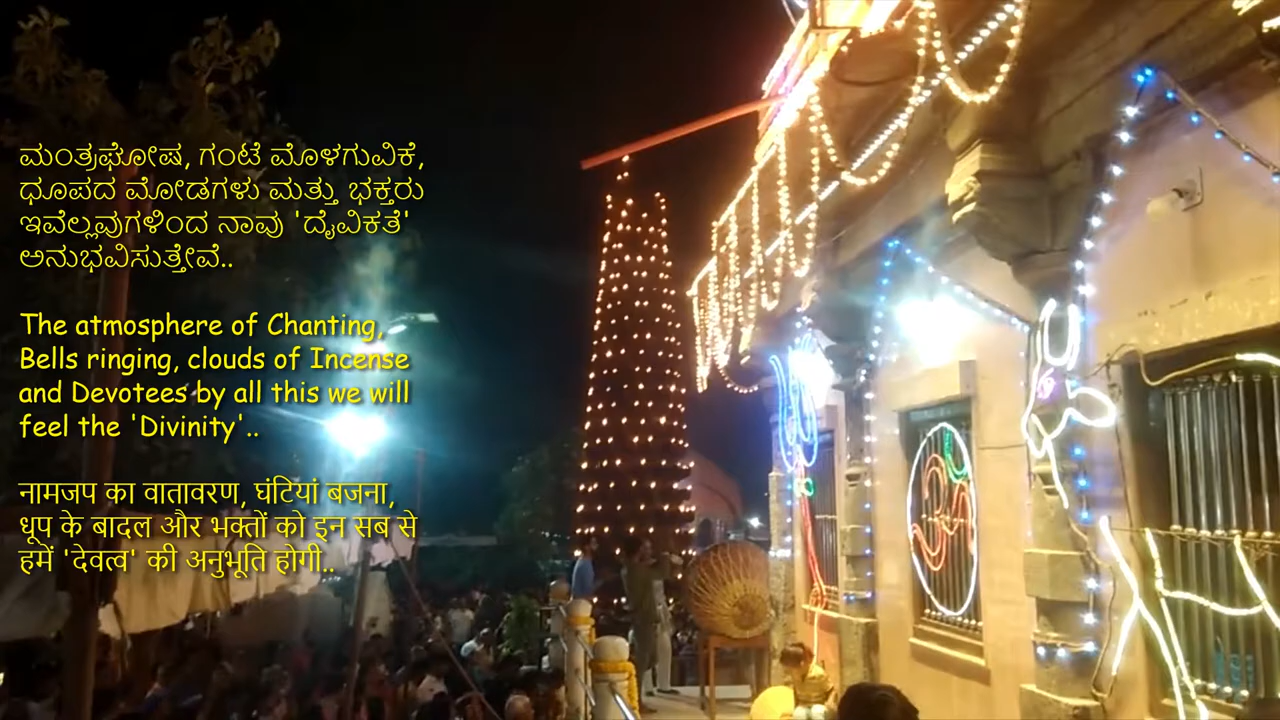 ಮಂತ್ರಘೋಷ, ಗಂಟೆ ಮೊಳಗುವಿಕೆ,
ಧೂಪದ ಮೋಡಗಳು ಮತ್ತು ಭಕ್ತರು
ಇವೆಲ್ಲವುಗಳಿಂದ ನಾವು 'ದೈವಿಕತೆ'
ಅನುಭವಿಸುತ್ತೇವೆ..
The atmosphere of Chanting,
Bells ringing, clouds of Incense
and Devotees by all this we will
feel the 'Divinity'..
नामजप का वातावरण, घंटियां बजना,
धूप के बादल और भक्तों को इन सब से
हमें 'देवत्व' की अनुभूति होगी..
ॐ